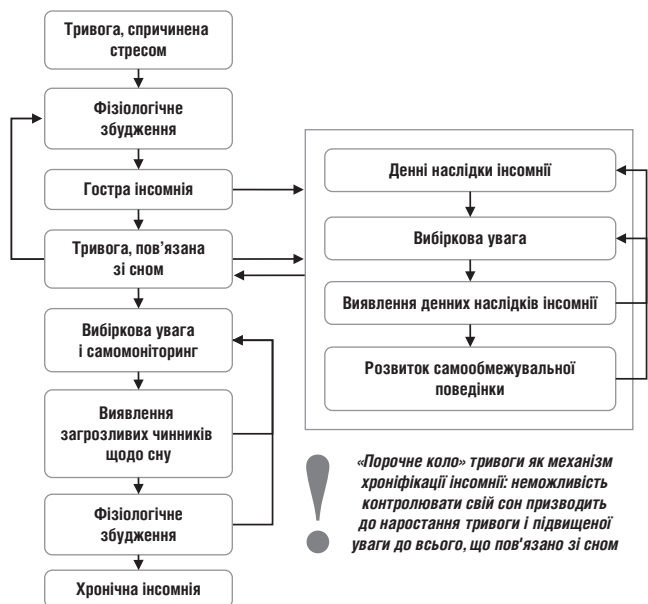 Тривога, спричинена
стресом
Фізіологічне
збудження
Гостра інсомнія
Тривога, пов’язана
зі сном
Вибіркова увага
і самомоніторинг
Виявлення
загрозливих чинників
щодо сну
Фізіологічне
збудження
Хронічна інсомнія
Денні наслідки інсомнії
Вибіркова увага
Виявлення денних наслідків інсомнії
Розвиток самообмежувальної
поведінки
!
«Порочне коло» тривоги як механізм
хроніфікації інсомнії: неможливість
контролювати свій сон призводить
до наростання тривоги і підвищеної
уваги до всього, що пов'язано зі сном